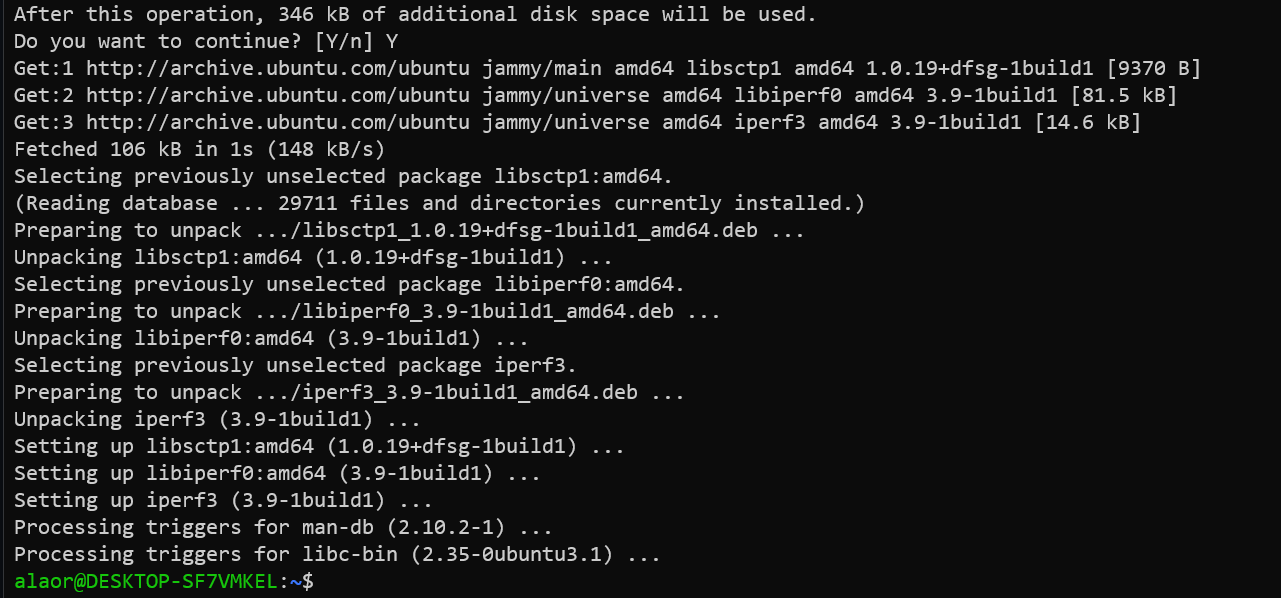 After this operation, 346 kB of additional disk space will be used.
Do you want to continue? [Y/n] Y
Get:1 http://archive.ubuntu.com/ubuntu jammy/main amd64 libsctp1 amd64 1.0.19+dfsg-1build1 [9370 B]
Get:2 http://archive.ubuntu.com/ubuntu jammy/universe amd64 libiperf0 amd64 3.9-1build1 [81.5 kB]
Get:3 http://archive.ubuntu.com/ubuntu jammy/universe amd64 iperf3 amd64 3.9-1build1 [14.6 kB]
Fetched 106 kB in 1s (148 kB/s)
Selecting previously unselected package libsctp1:amd64.
(Reading database ... 29711 files and directories currently installed.)
Preparing to unpack .../libsctp1_1.0.19+dfsg-1build1_amd64.deb ...
Unpacking libsctp1:amd64 (1.0.19+dfsg-1build1) ...
Selecting previously unselected package libiperf0:amd64.
Preparing to unpack .../libiperf0_3.9-1build1_amd64.deb ...
Unpacking libiperf0:amd64 (3.9-1build1) ...
Selecting previously unselected package iperf3.
Preparing to unpack .../iperf3_3.9-1build1_amd64.deb ...
Unpacking iperf3 (3.9-1build1) ...
Setting up libsctp1:amd64 (1.0.19+dfsg-1build1) ...
Setting up libiperf0:amd64 (3.9-1build1) ...
Setting up iperf3 (3.9-1build1) ...
Processing triggers for man-db (2.10.2-1) ...
Processing triggers for libc-bin (2.35-0ubuntu3.1) ...
alaor@DESKTOP-SF7VMKEL:~$